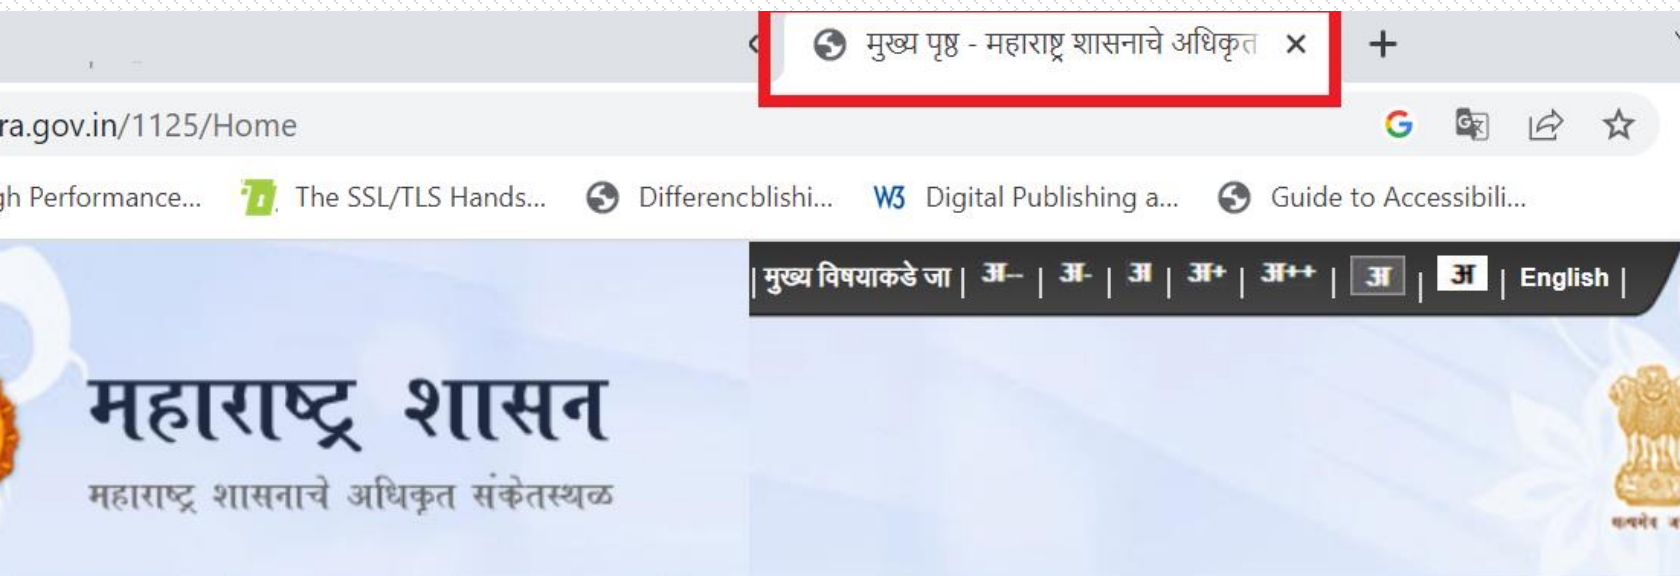 मुख्य पृष्ठ - महाराष्ट्र शासनाचे अधिकृत
ra.gov.in/1125/Home
gh Performance... The SSL/TLS Hands... Differencblishi... W3 Digital Publishing a... Guide to Accessibili...
| मुख्य विषयाकडे जा | अ-- | अ- | अ | अ+ | अ++ | अ | अ | English |
महाराष्ट्र शासन
महाराष्ट्र शासनाचे अधिकृत संकेतस्थळ